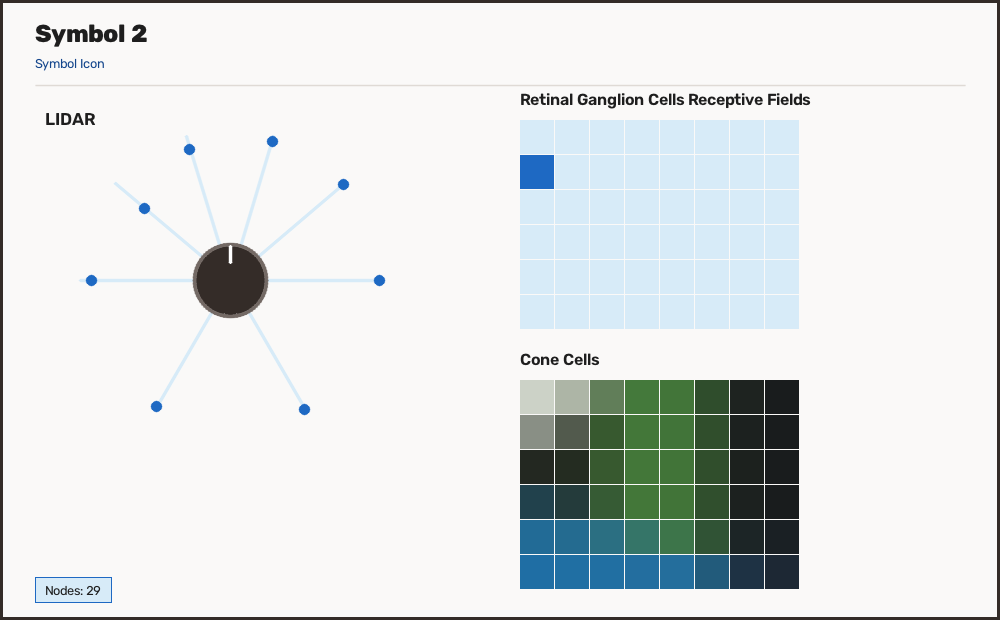 Symbol 2
Symbol Icon
LIDAR
Retinal Ganglion Cells Receptive Fields
Cone Cells
Nodes: 29